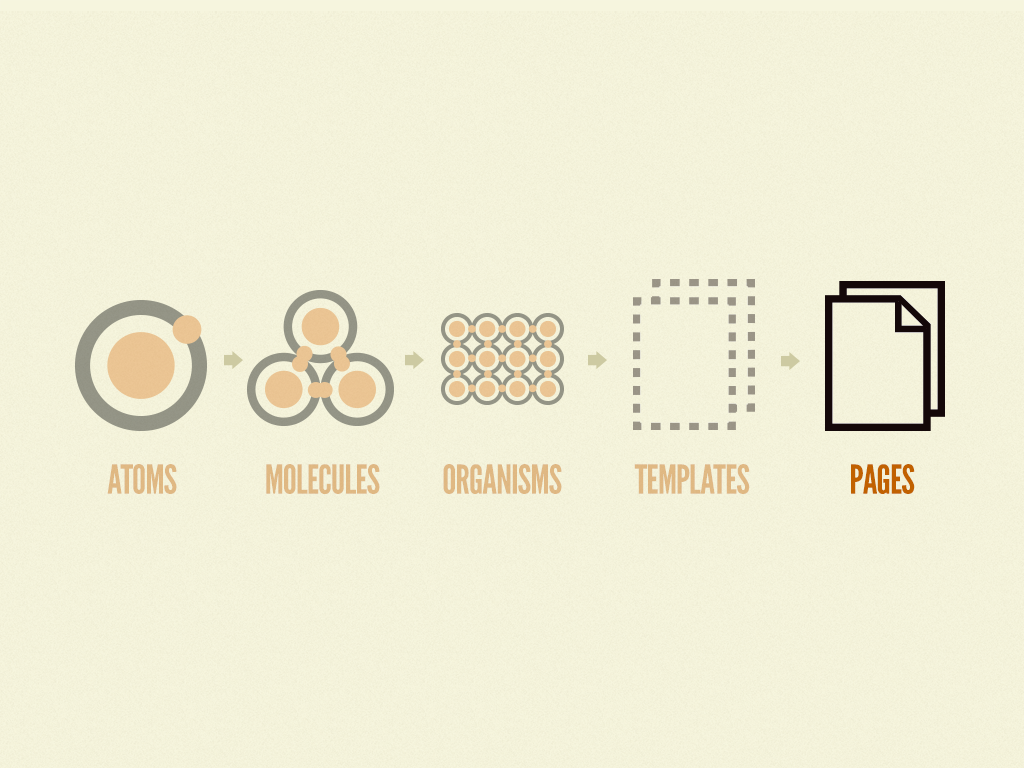 ATOMS
MOLECULES
ORGANISMS
TEMPLATES
PAGES